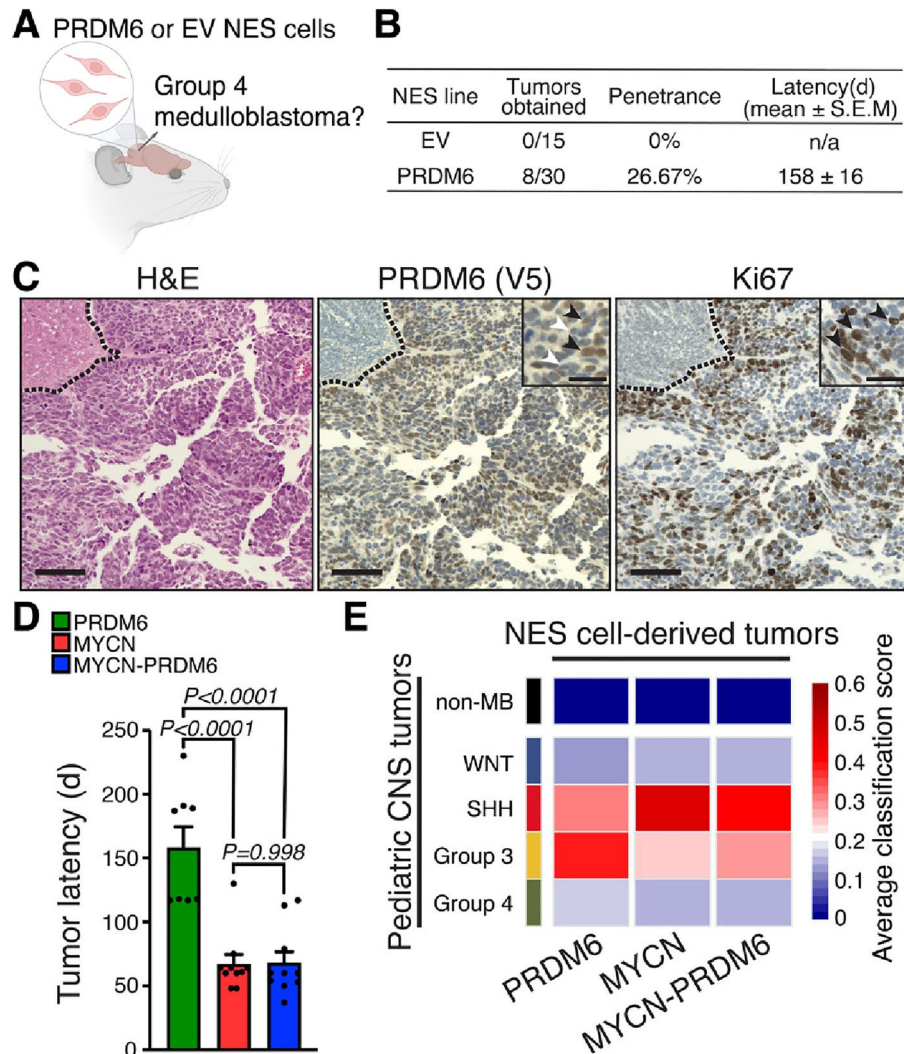 A PRDM6 or EV NES cells
Group 4
medulloblastoma?
B
NES line Tumors obtained Penetrance Latency(d) (mean ± S.E.M)
EV 0/15 0% n/a
PRDM6 8/30 26.67% 158 ± 16
C H&E PRDM6 (V5) Ki67
D
PRDM6
MYCN
MYCN-PRDM6
P<0.0001
P<0.0001
P=0.998
Tumor latency (d)
250
200
150
100
50
0
E
NES cell-derived tumors
Pediatric CNS tumors
non-MB
WNT
SHH
Group 3
Group 4
PRDM6 MYCN MYCN-PRDM6
0.6
0.5
0.4
0.3
0.2
0.1
0
Average classification score